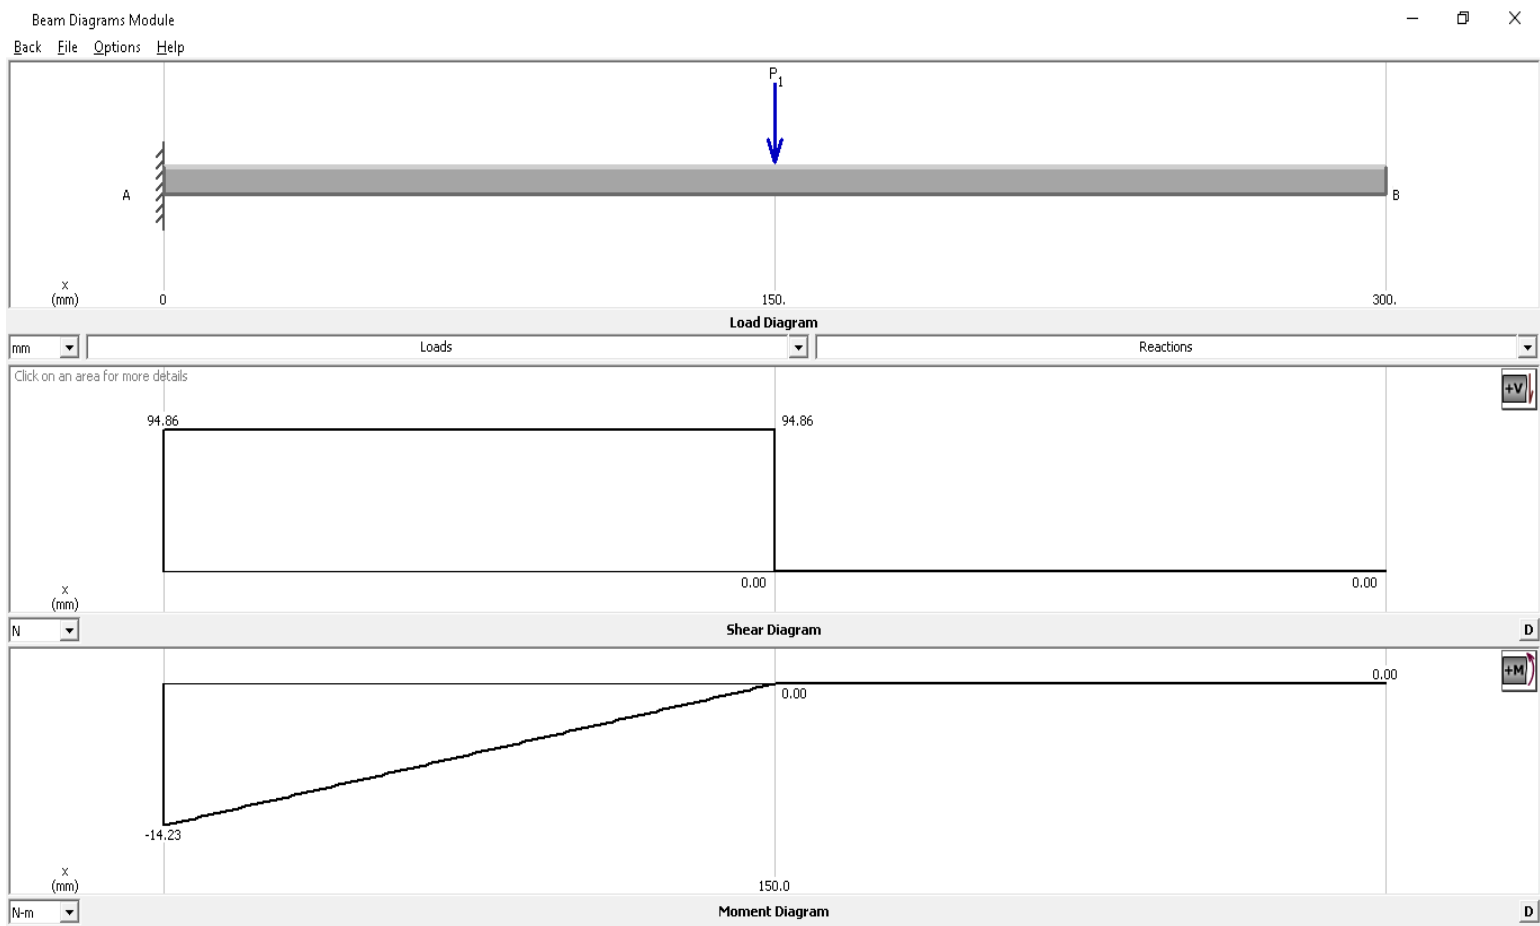 Beam Diagrams Module
Back File Options Help
P1
A
B
x
(mm) 0 150. 300.
Load Diagram
mm Loads Reactions
Click on an area for more details
+V
94.86 94.86
0.00 0.00
x
(mm)
N Shear Diagram D
+M
0.00
0.00
-14.23
x
(mm) 150.0
N-m Moment Diagram D